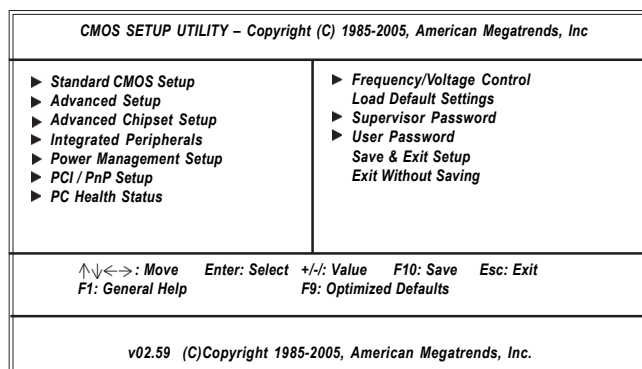 CMOS SETUP UTILITY – Copyright (C) 1985-2005, American Megatrends, Inc
▶ Standard CMOS Setup
▶ Advanced Setup
▶ Advanced Chipset Setup
▶ Integrated Peripherals
▶ Power Management Setup
▶ PCI / PnP Setup
▶ PC Health Status
▶ Frequency/Voltage Control
Load Default Settings
▶ Supervisor Password
▶ User Password
Save & Exit Setup
Exit Without Saving
↑↓←→ : Move Enter: Select +/-/: Value F10: Save Esc: Exit
F1: General Help F9: Optimized Defaults
v02.59 (C)Copyright 1985-2005, American Megatrends, Inc.